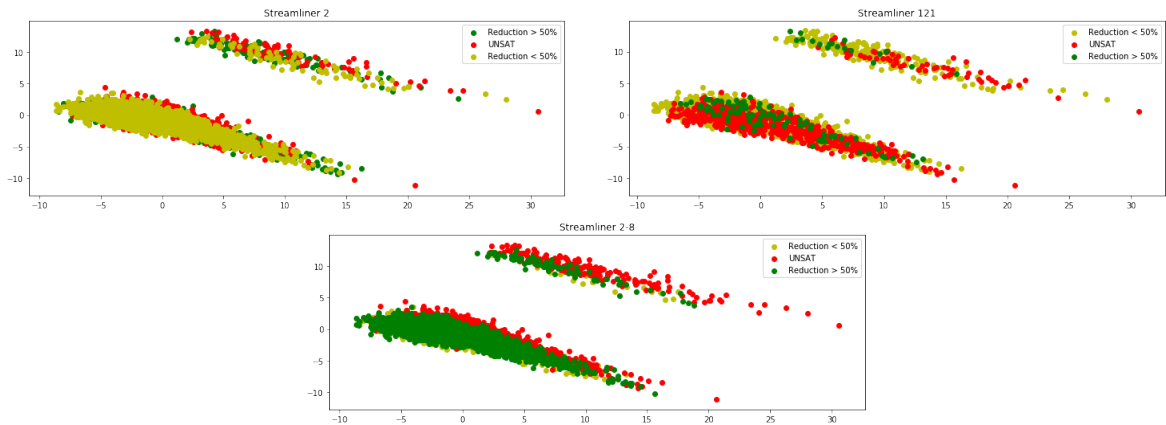 Streamliner 2
Reduction > 50%
UNSAT
Reduction < 50%
10
5
0
−5
−10
−10 −5 0 5 10 15 20 25 30
Streamliner 121
Reduction < 50%
UNSAT
Reduction > 50%
10
5
0
−5
−10
−10 −5 0 5 10 15 20 25 30
Streamliner 2-8
Reduction < 50%
UNSAT
Reduction > 50%
10
5
0
−5
−10
−10 −5 0 5 10 15 20 25 30